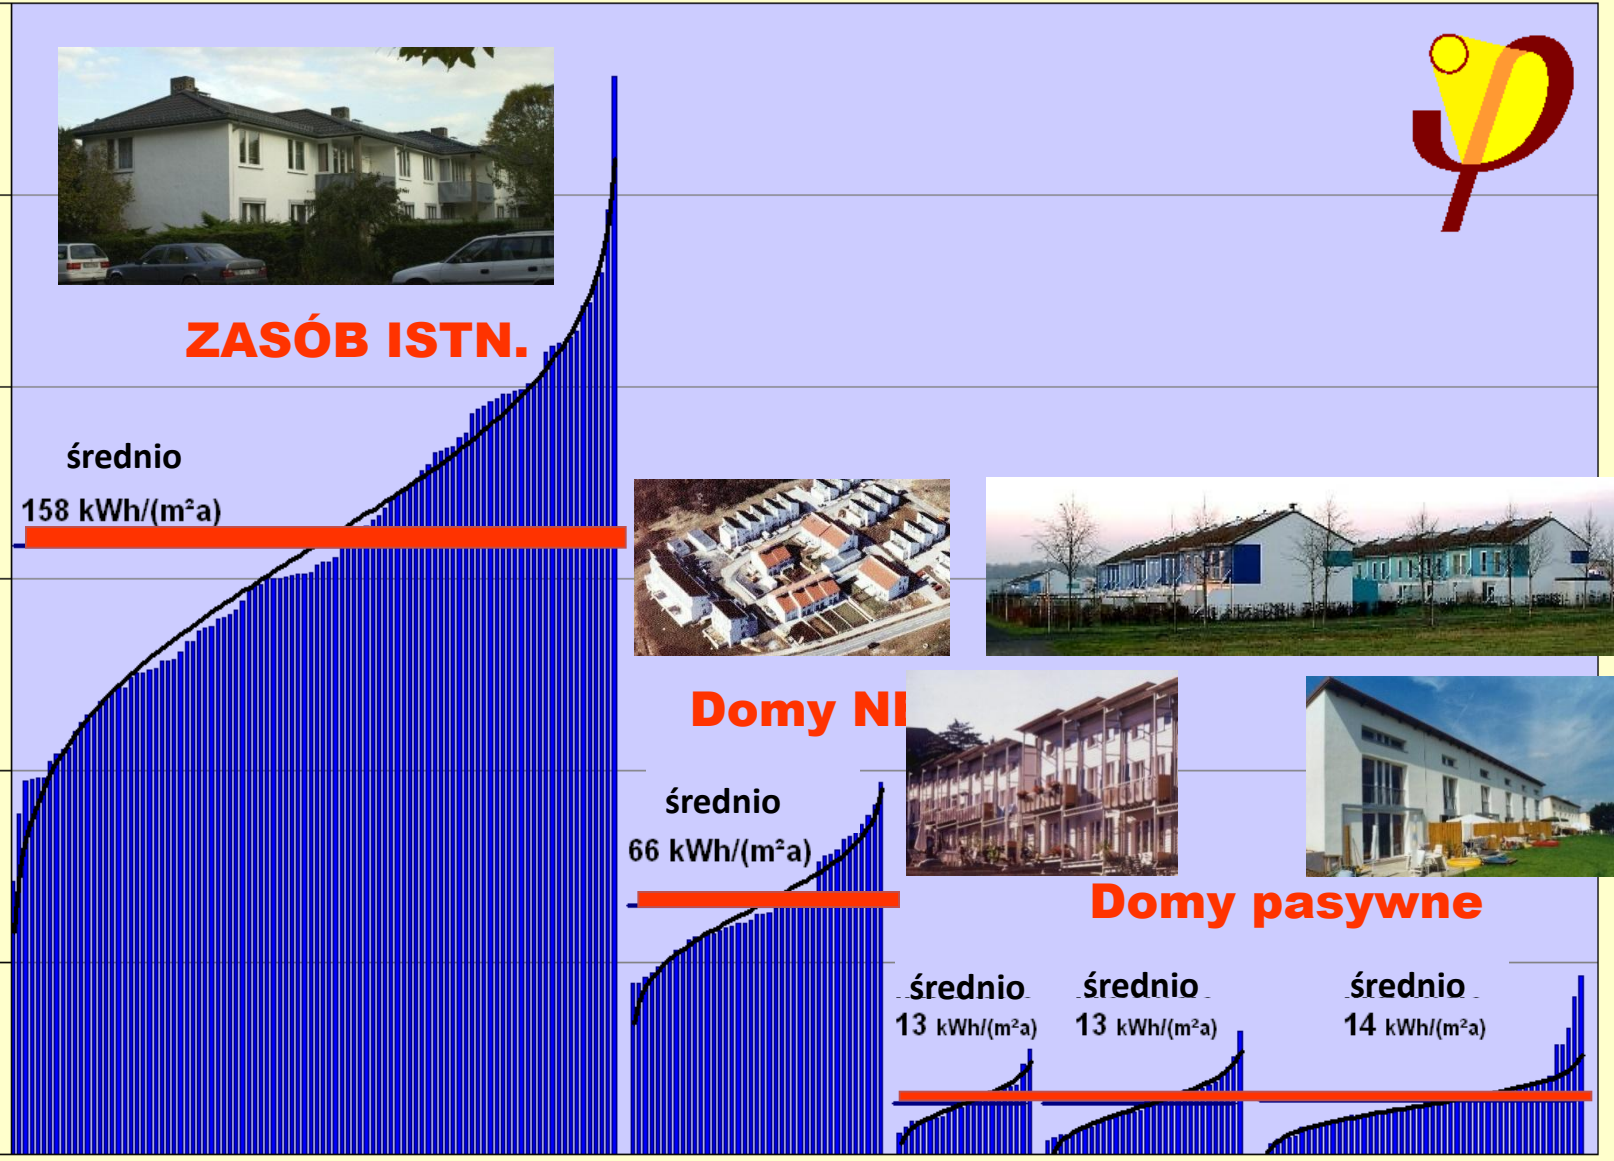 ZASÓB ISTN.
średnio
158 kWh/(m²a)
Domy
średnio
66 kWh/(m²a)
Domy pasywne
średnio
13 kWh/(m²a)
średnio
13 kWh/(m²a)
średnio
14 kWh/(m²a)